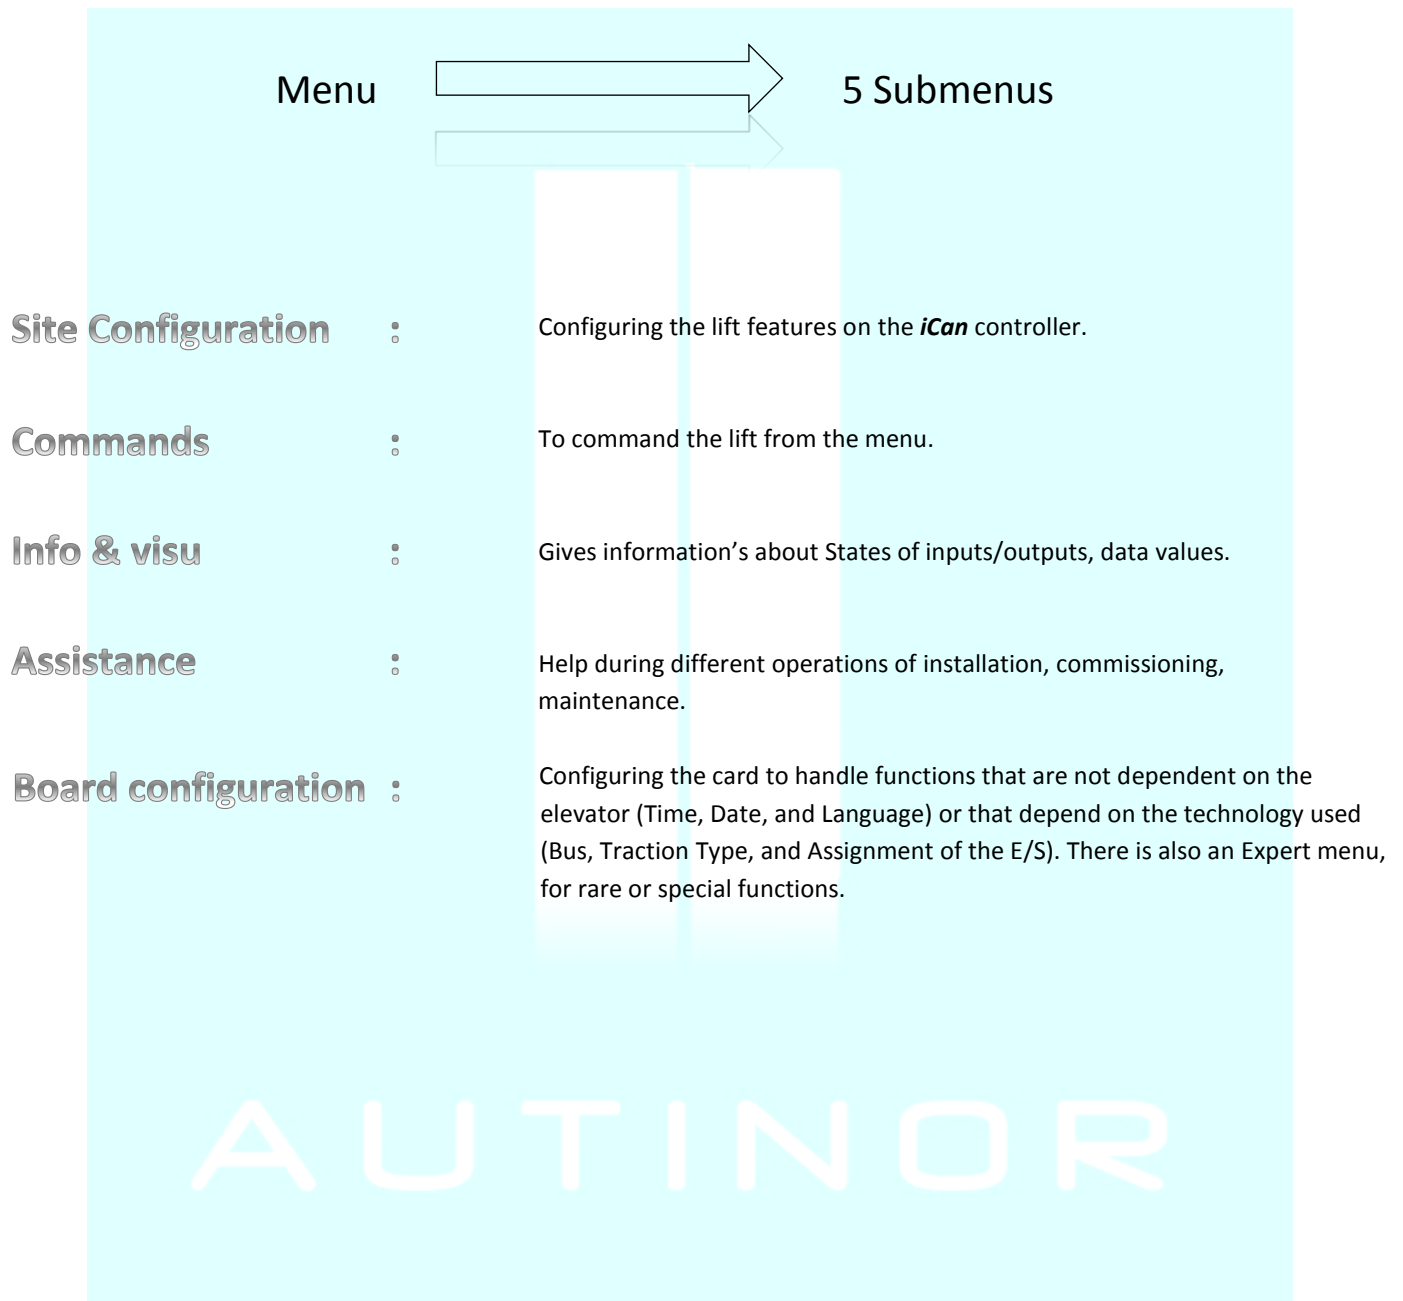 Menu 5 Submenus
Site Configuration : Configuring the lift features on the iCan controller.
Commands : To command the lift from the menu.
Info & visu : Gives information’s about States of inputs/outputs, data values.
Assistance : Help during different operations of installation, commissioning,
maintenance.
Board configuration : Configuring the card to handle functions that are not dependent on the
elevator (Time, Date, and Language) or that depend on the technology used
(Bus, Traction Type, and Assignment of the E/S). There is also an Expert menu,
for rare or special functions.
AUTINOR